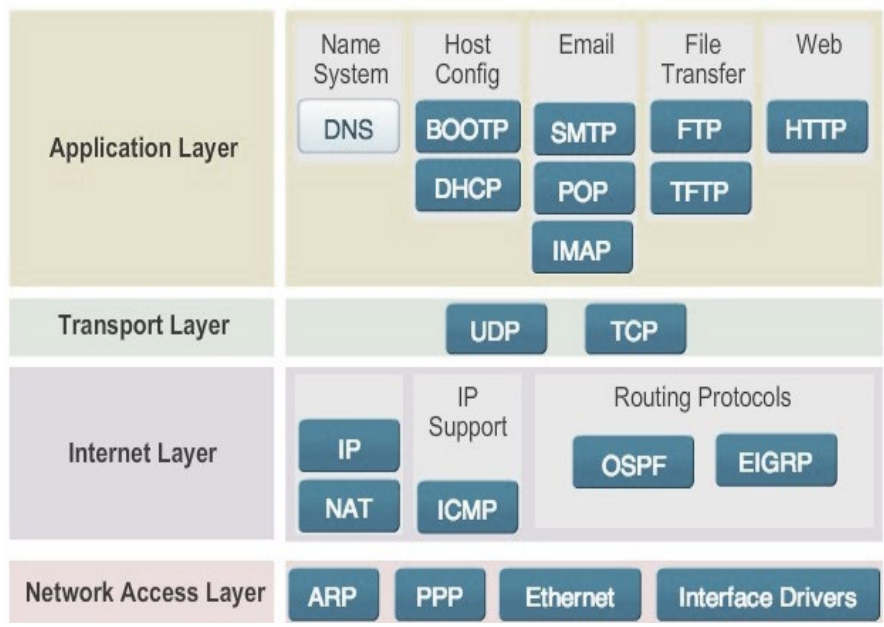 Application Layer
Name System
Host Config
Email
File Transfer
Web
DNS
BOOTP
SMTP
FTP
HTTP
DHCP
POP
TFTP
IMAP
Transport Layer
UDP
TCP
Internet Layer
IP Support
Routing Protocols
IP
OSPF
EIGRP
NAT
ICMP
Network Access Layer
ARP
PPP
Ethernet
Interface Drivers